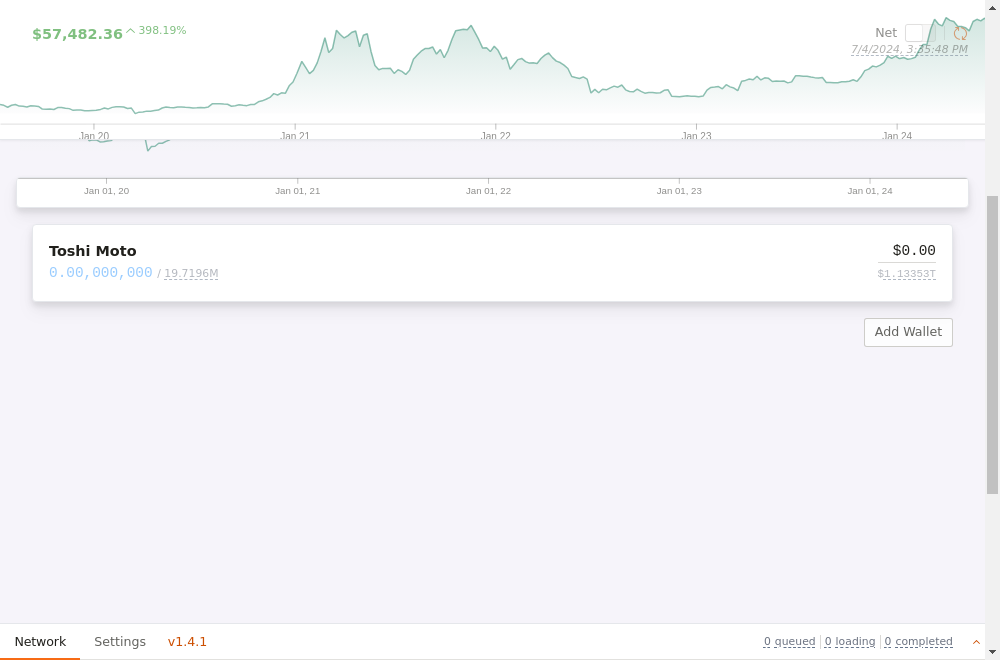 $57,482.36 398.19%
Net
7/4/2024, 3:35:48 PM
Jan 20 Jan 21 Jan 22 Jan 23 Jan 24
Jan 01, 20 Jan 01, 21 Jan 01, 22 Jan 01, 23 Jan 01, 24
Toshi Moto $0.00
0.00,000,000 / 19.7196M $1.13353T
Add Wallet
Network Settings v1.4.1 0 queued 0 loading 0 completed